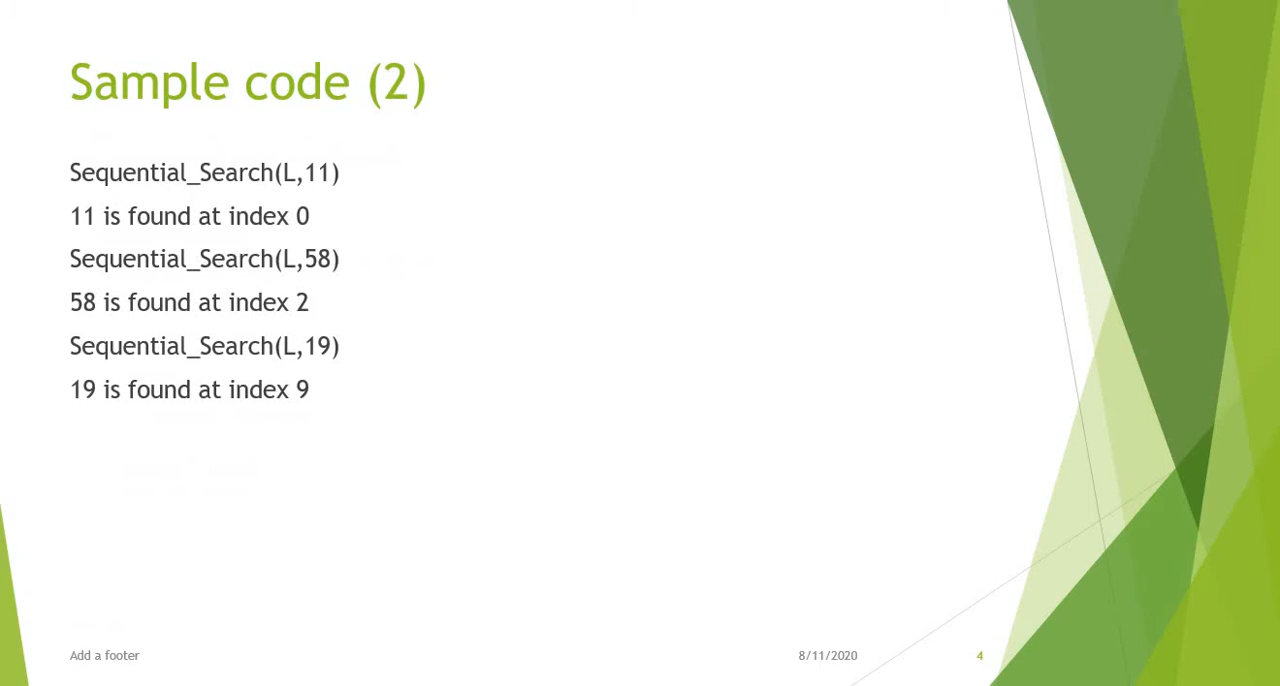 Sample code (2)
Sequential_Search(L,11)
11 is found at index 0
Sequential_Search(L,58)
58 is found at index 2
Sequential_Search(L,19)
19 is found at index 9
Add a footer
8/11/2020
4